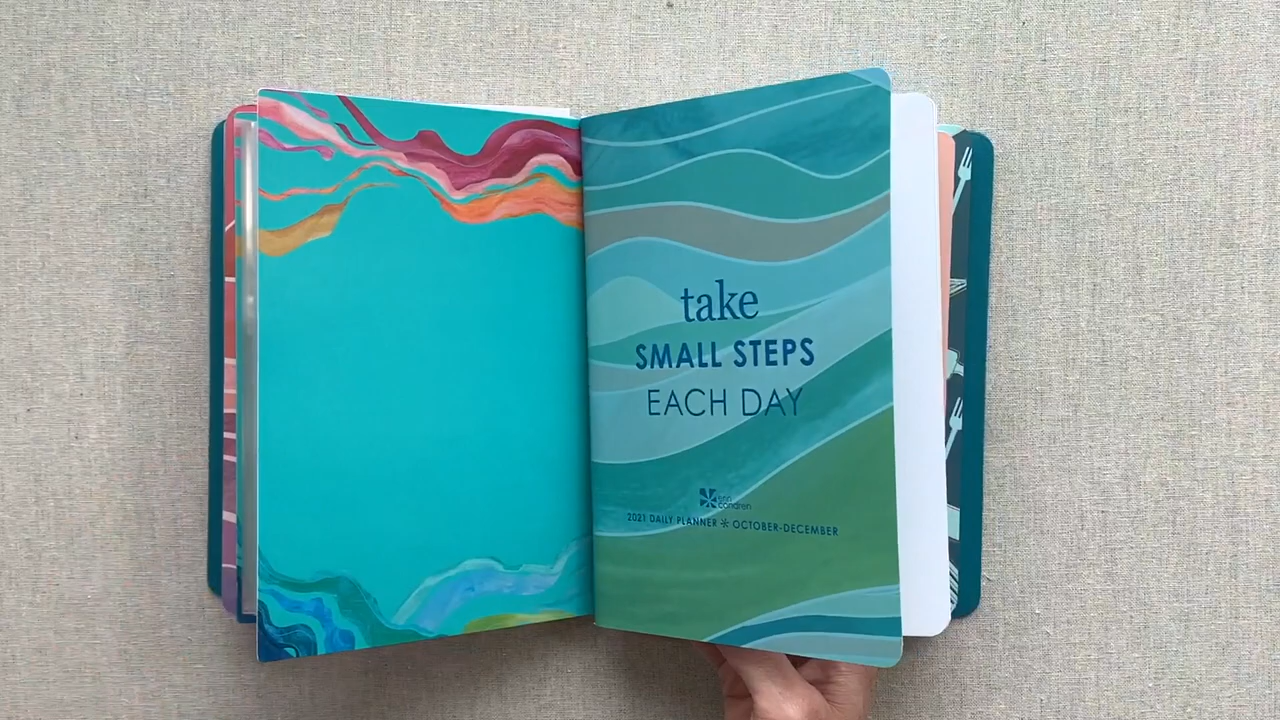 take
SMALL STEPS
EACH DAY
erin
condren
2021 DAILY PLANNER ✻ OCTOBER-DECEMBER